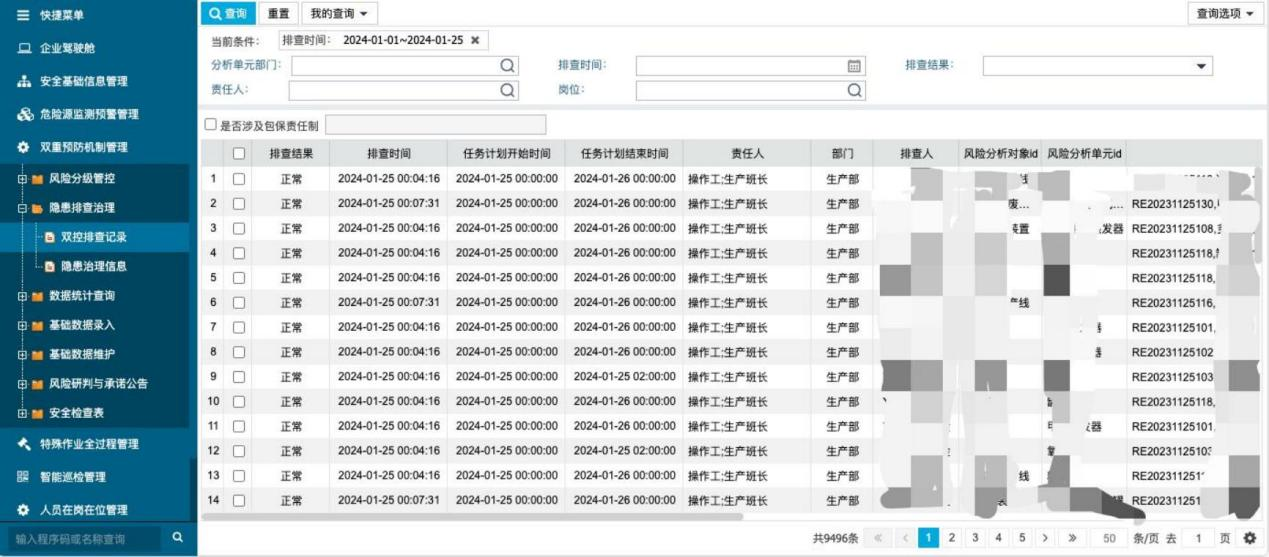 快捷菜单
企业驾驶舱
安全基础信息管理
危险源监测预警管理
双重预防机制管理
风险分级管控
隐患排查治理
双控排查记录
隐患治理信息
数据统计查询
基础数据录入
基础数据维护
风险研判与承诺公告
安全检查表
特殊作业全过程管理
智能巡检管理
人员在岗在位管理
输入程序码或名称查询
查询 重置 我的查询 查询选项
当前条件: 排查时间: 2024-01-01~2024-01-25 ×
分析单元部门: 排查时间: 排查结果:
责任人: 岗位:
是否涉及包保责任制
排查结果 排查时间 任务计划开始时间 任务计划结束时间 责任人 部门 排查人 风险分析对象id 风险分析单元id
1 正常 2024-01-25 00:04:16 2024-01-25 00:00:00 2024-01-26 00:00:00 操作工;生产班长 生产部
2 正常 2024-01-25 00:07:31 2024-01-25 00:00:00 2024-01-26 00:00:00 操作工;生产班长 生产部 废... RE20231125130,
3 正常 2024-01-25 00:04:16 2024-01-25 00:00:00 2024-01-26 00:00:00 操作工;生产班长 生产部 装置 发器 RE20231125108,
4 正常 2024-01-25 00:04:16 2024-01-25 00:00:00 2024-01-26 00:00:00 操作工;生产班长 生产部 RE20231125118,
5 正常 2024-01-25 00:04:16 2024-01-25 00:00:00 2024-01-26 00:00:00 操作工;生产班长 生产部 RE20231125118,
6 正常 2024-01-25 00:07:31 2024-01-25 00:00:00 2024-01-26 00:00:00 操作工;生产班长 生产部 产线 RE20231125116,
7 正常 2024-01-25 00:04:16 2024-01-25 00:00:00 2024-01-26 00:00:00 操作工;生产班长 生产部 RE20231125101,
8 正常 2024-01-25 00:04:16 2024-01-25 00:00:00 2024-01-26 00:00:00 操作工;生产班长 生产部 RE20231125102
9 正常 2024-01-25 00:04:16 2024-01-25 00:00:00 2024-01-25 02:00:00 操作工;生产班长 生产部 RE20231125103
10 正常 2024-01-25 00:04:16 2024-01-25 00:00:00 2024-01-26 00:00:00 操作工;生产班长 生产部 RE20231125118,
11 正常 2024-01-25 00:04:16 2024-01-25 00:00:00 2024-01-26 00:00:00 操作工;生产班长 生产部 器 RE20231125101,
12 正常 2024-01-25 00:04:16 2024-01-25 00:00:00 2024-01-25 02:00:00 操作工;生产班长 生产部 RE2023112510
13 正常 2024-01-25 00:04:16 2024-01-25 00:00:00 2024-01-26 00:00:00 操作工;生产班长 生产部 线 RE202311251
14 正常 2024-01-25 00:07:31 2024-01-25 00:00:00 2024-01-26 00:00:00 操作工;生产班长 生产部 RE202311251
共9496条 « < 1 2 3 4 5 > » 50 条/页 去 1 页